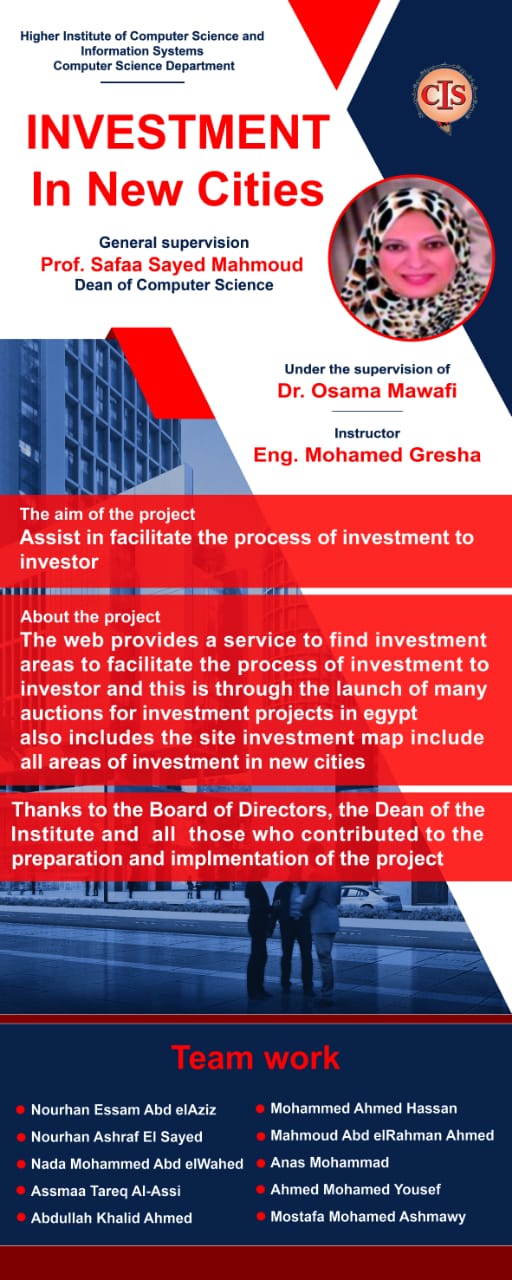 Higher Institute of Computer Science and
Information Systems
Computer Science Department
CIS
INVESTMENT
In New Cities
General supervision
Prof. Safaa Sayed Mahmoud
Dean of Computer Science
Under the supervision of
Dr. Osama Mawafi
Instructor
Eng. Mohamed Gresha
The aim of the project
Assist in facilitate the process of investment to
investor
About the project
The web provides a service to find investment
areas to facilitate the process of investment to
investor and this is through the launch of many
auctions for investment projects in egypt
also includes the site investment map include
all areas of investment in new cities
Thanks to the Board of Directors, the Dean of the
Institute and all those who contributed to the
preparation and implmentation of the project
Team work
Nourhan Essam Abd elAziz
Nourhan Ashraf El Sayed
Nada Mohammed Abd elWahed
Assmaa Tareq Al-Assi
Abdullah Khalid Ahmed
Mohammed Ahmed Hassan
Mahmoud Abd elRahman Ahmed
Anas Mohammad
Ahmed Mohamed Yousef
Mostafa Mohamed Ashmawy